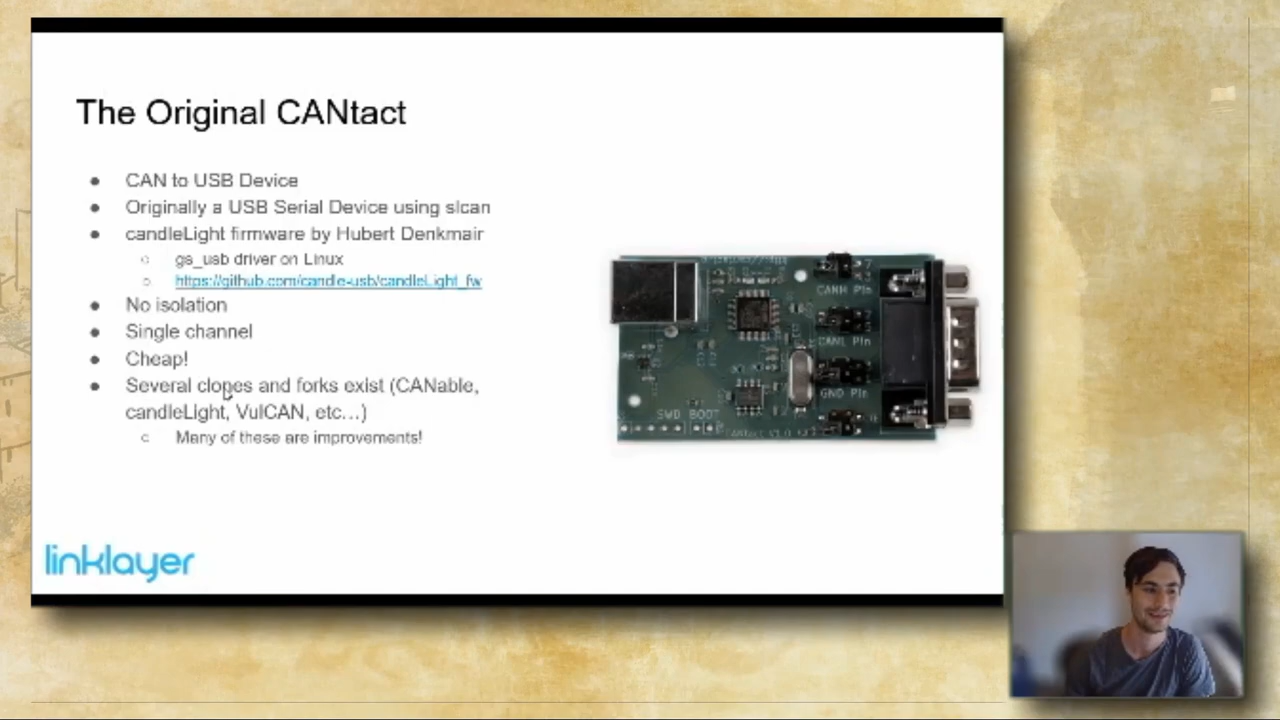 The Original CANtact
● CAN to USB Device
● Originally a USB Serial Device using slcan
● candleLight firmware by Hubert Denkmair
○ gs_usb driver on Linux
○ https://github.com/candle-usb/candleLight_fw
● No isolation
● Single channel
● Cheap!
● Several clones and forks exist (CANable,
candleLight, VulCAN, etc…)
○ Many of these are improvements!
CANH Pin
CANL Pin
GND Pin
SWD BOOT
linklayer